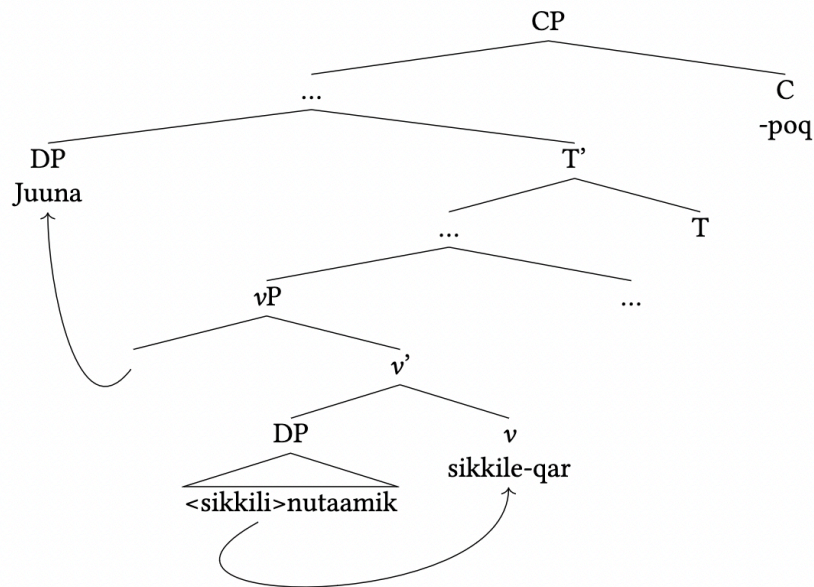 CP
... C
-poq
DP T’
Juuna
... T
vP ...
v’
DP v
sikkile-qar
<sikkili>nutaamik